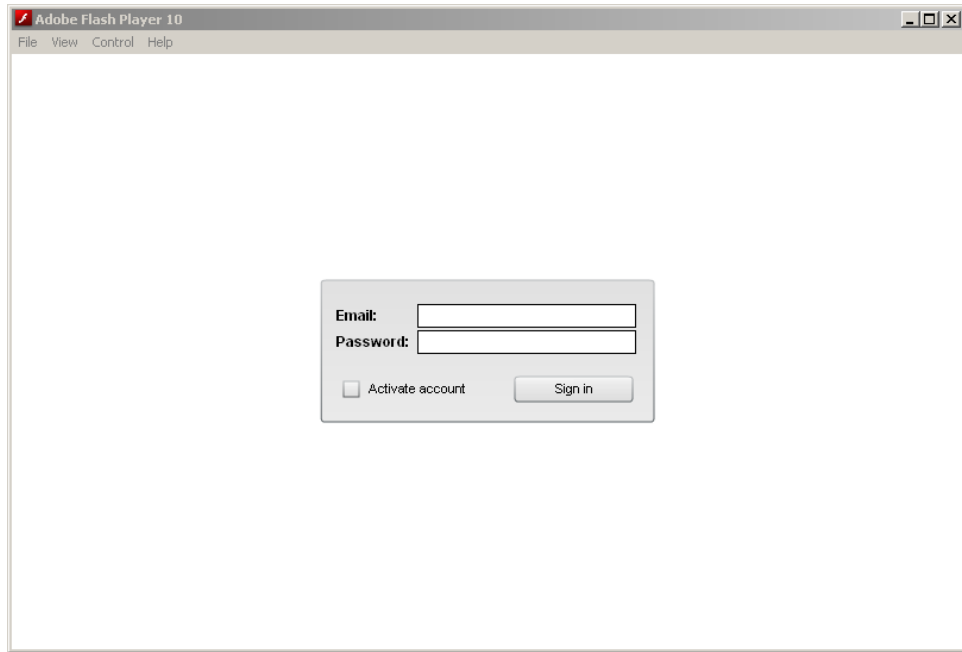 Adobe Flash Player 10
File View Control Help
Email:
Password:
Activate account Sign in